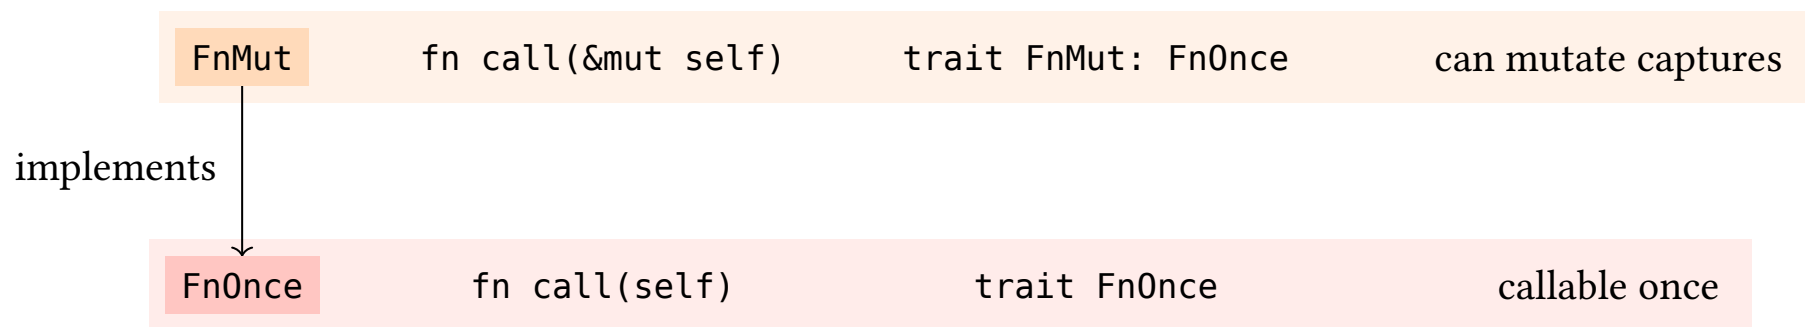 FnMut fn call(&mut self) trait FnMut: FnOnce can mutate captures
implements
FnOnce fn call(self) trait FnOnce callable once